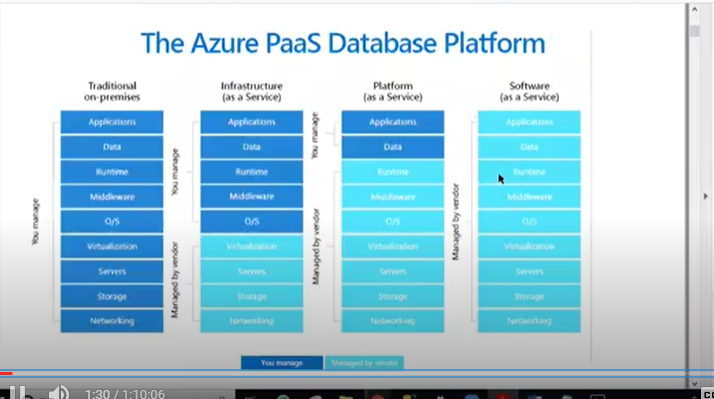 The Azure PaaS Database Platform
Traditional
on-premises
You manage
Applications
Data
Runtime
Middleware
O/S
Virtualization
Servers
Storage
Networking
Infrastructure
(as a Service)
You manage
Managed by vendor
Applications
Data
Runtime
Middleware
O/S
Virtualization
Servers
Storage
Networking
Platform
(as a Service)
You manage
Managed by vendor
Applications
Data
Runtime
Middleware
O/S
Virtualization
Servers
Storage
Networking
Software
(as a Service)
Managed by vendor
Applications
Data
Runtime
Middleware
O/S
Virtualization
Servers
Storage
Networking
You manage
Managed by vendor
1:30 / 1:10:06